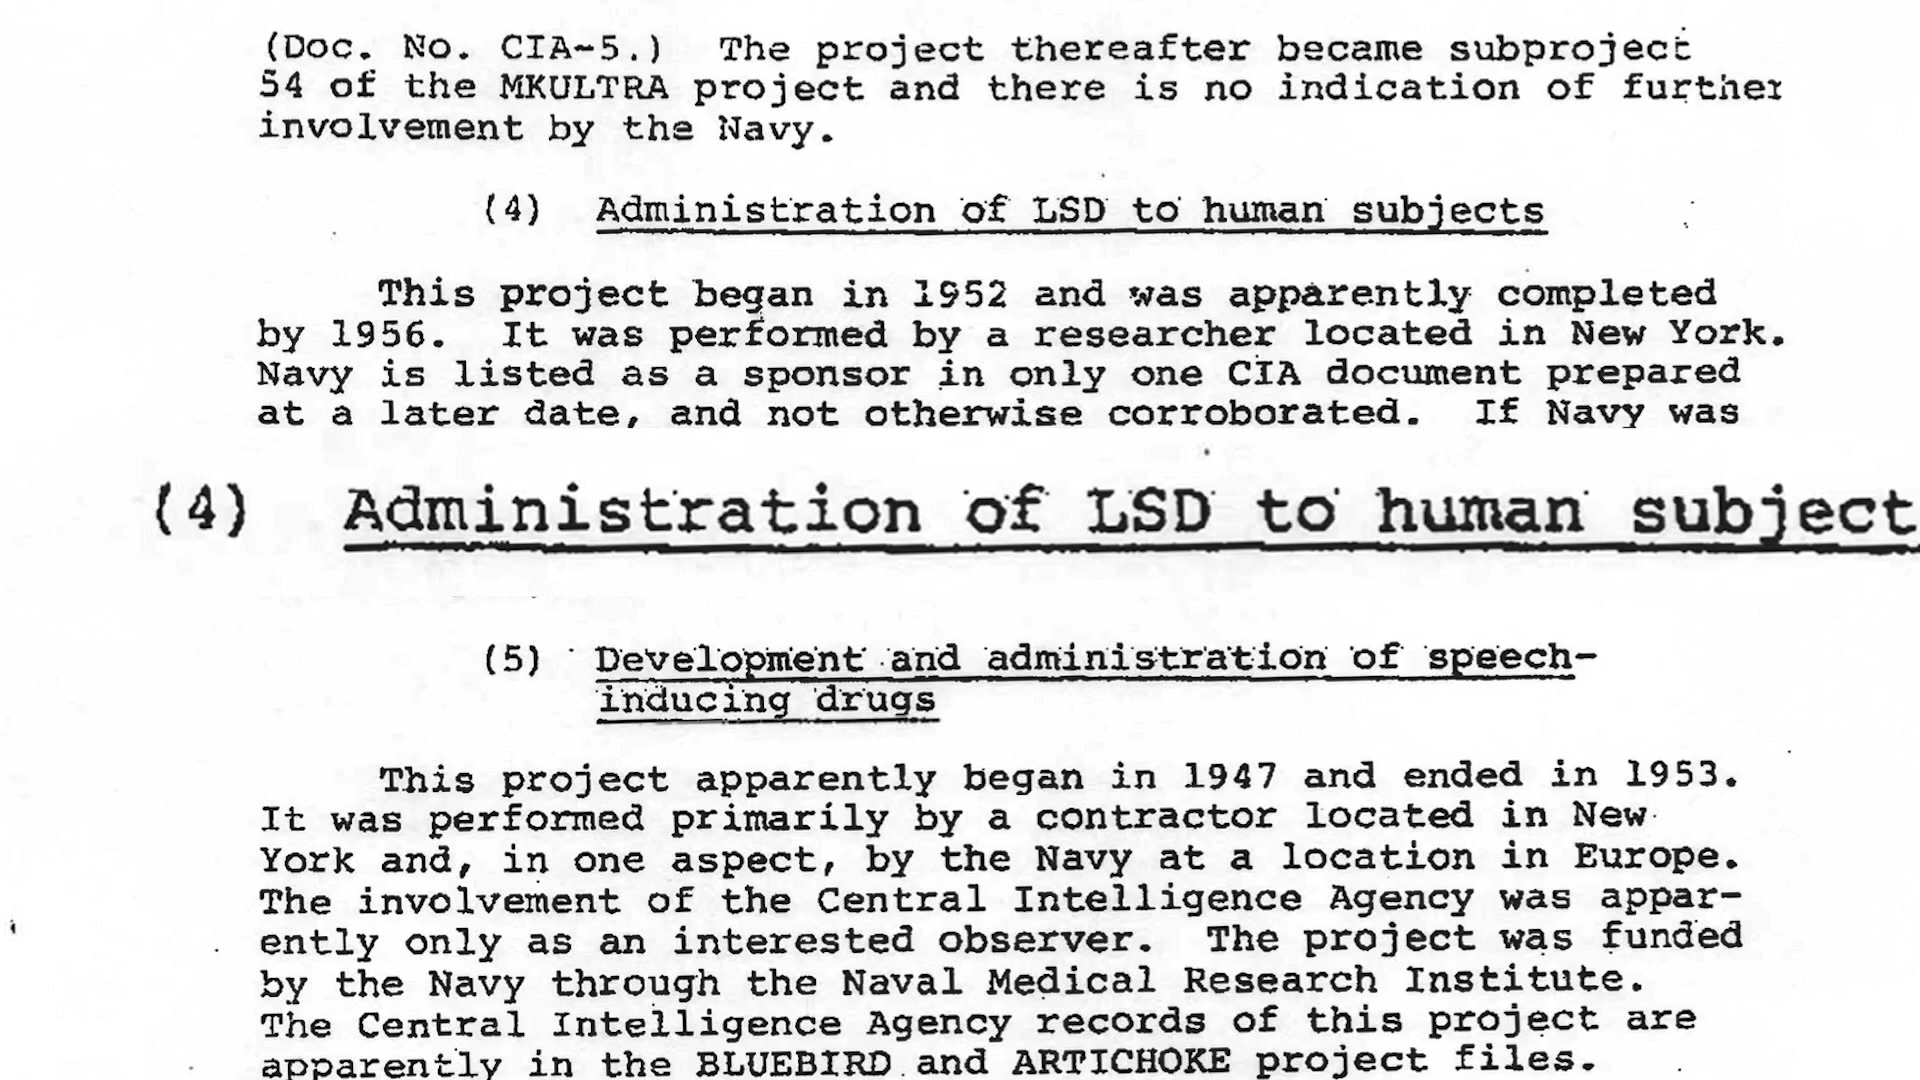 (Doc. No. CIA-5.) The project thereafter became subproject
54 of the MKULTRA project and there is no indication of further
involvement by the Navy.
(4) Administration of LSD to human subjects
This project began in 1952 and was apparently completed
by 1956. It was performed by a researcher located in New York.
Navy is listed as a sponsor in only one CIA document prepared
at a later date, and not otherwise corroborated. If Navy was
(4) Administration of LSD to human subject
(5) Development and administration of speech-
inducing drugs
This project apparently began in 1947 and ended in 1953.
It was performed primarily by a contractor located in New
York and, in one aspect, by the Navy at a location in Europe.
The involvement of the Central Intelligence Agency was appar-
ently only as an interested observer. The project was funded
by the Navy through the Naval Medical Research Institute.
The Central Intelligence Agency records of this project are
apparently in the BLUEBIRD and ARTICHOKE project files.